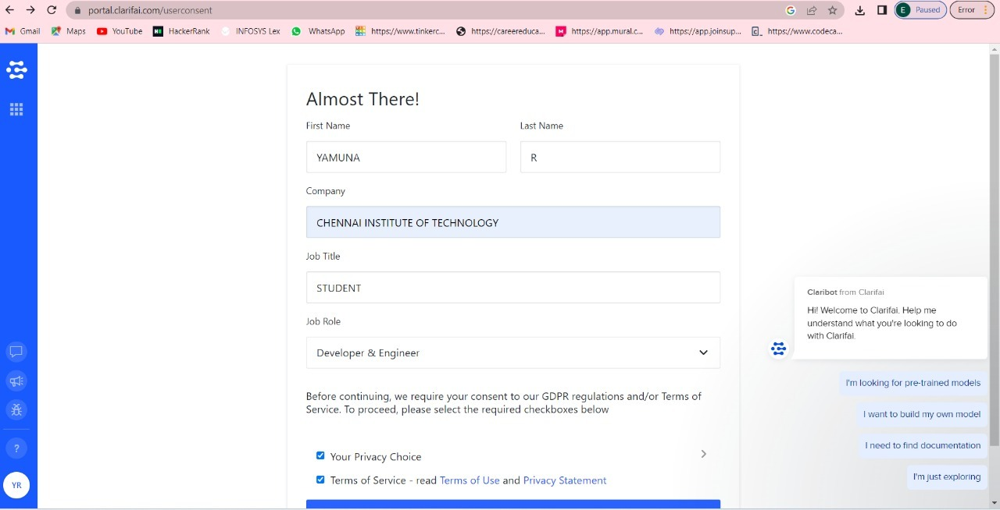 portal.clarifai.com/userconsent
E Paused Error
Gmail Maps YouTube HackerRank INFOSYS Lex WhatsApp https://www.tinkerc... https://careereduca... https://app.mural.c... https://app.joinsup... https://www.codeca...
Almost There!
First Name Last Name
YAMUNA R
Company
CHENNAI INSTITUTE OF TECHNOLOGY
Job Title
STUDENT
Job Role
Developer & Engineer
Before continuing, we require your consent to our GDPR regulations and/or Terms of
Service. To proceed, please select the required checkboxes below
Your Privacy Choice
Terms of Service - read Terms of Use and Privacy Statement
Claribot from Clarifai
Hi! Welcome to Clarifai. Help me
understand what you're looking to do
with Clarifai.
I'm looking for pre-trained models
I want to build my own model
I need to find documentation
I'm just exploring
?
YR